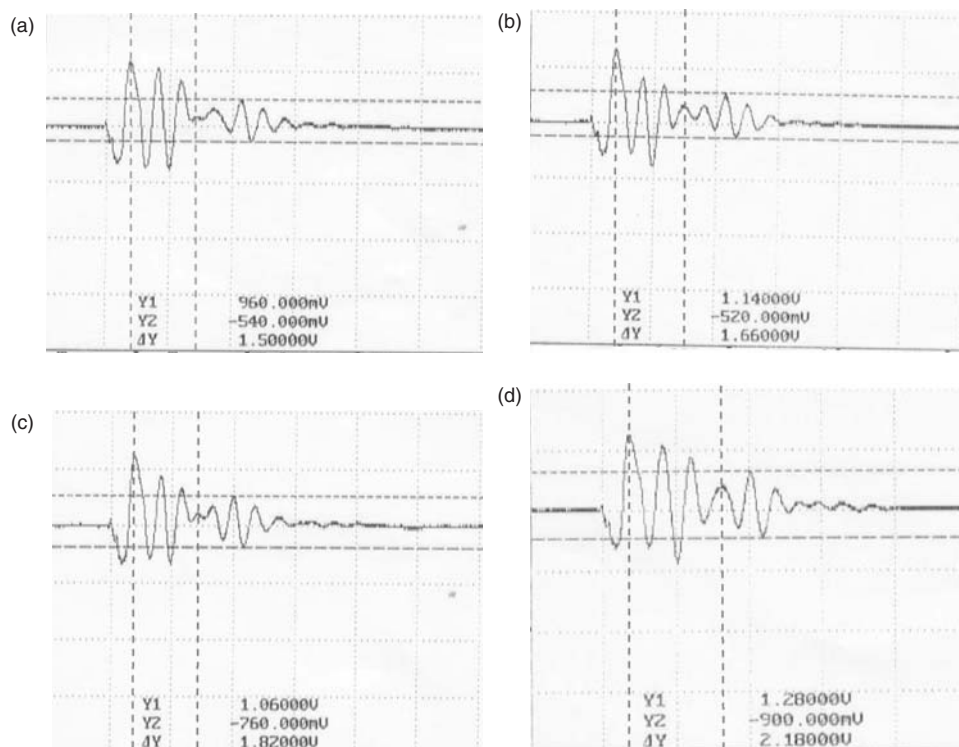 (a)
Y1 960.000mV
Y2 -540.000mV
ΔY 1.50000V
(b)
Y1 1.14000V
Y2 -520.000mV
ΔY 1.66000V
(c)
Y1 1.06000V
Y2 -760.000mV
ΔY 1.82000V
(d)
Y1 1.28000V
Y2 -900.000mV
ΔY 2.18000V